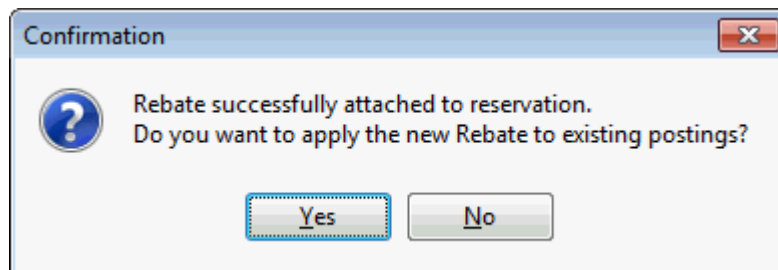 Confirmation
Rebate successfully attached to reservation.
Do you want to apply the new Rebate to existing postings?
Yes
No